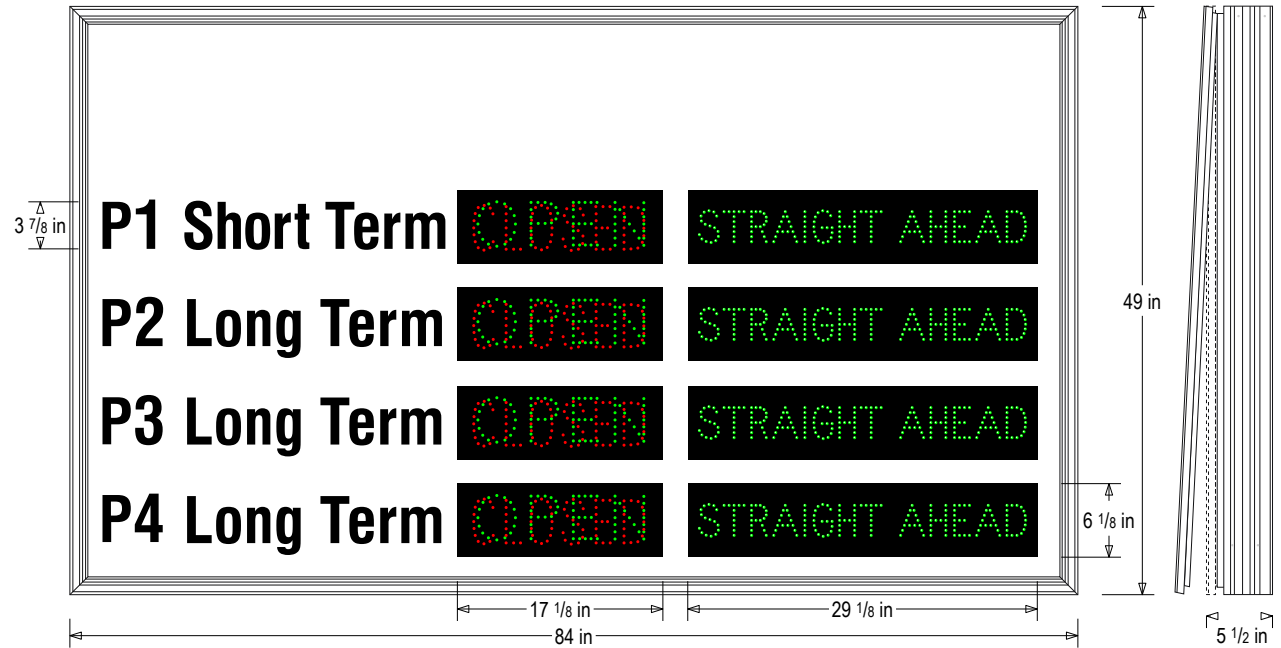 P1 Short Term OPEN STRAIGHT AHEAD
3 7/8 in
P2 Long Term OPEN STRAIGHT AHEAD
49 in
P3 Long Term OPEN STRAIGHT AHEAD
P4 Long Term OPEN STRAIGHT AHEAD
6 1/8 in
17 1/8 in
29 1/8 in
84 in
5 1/2 in